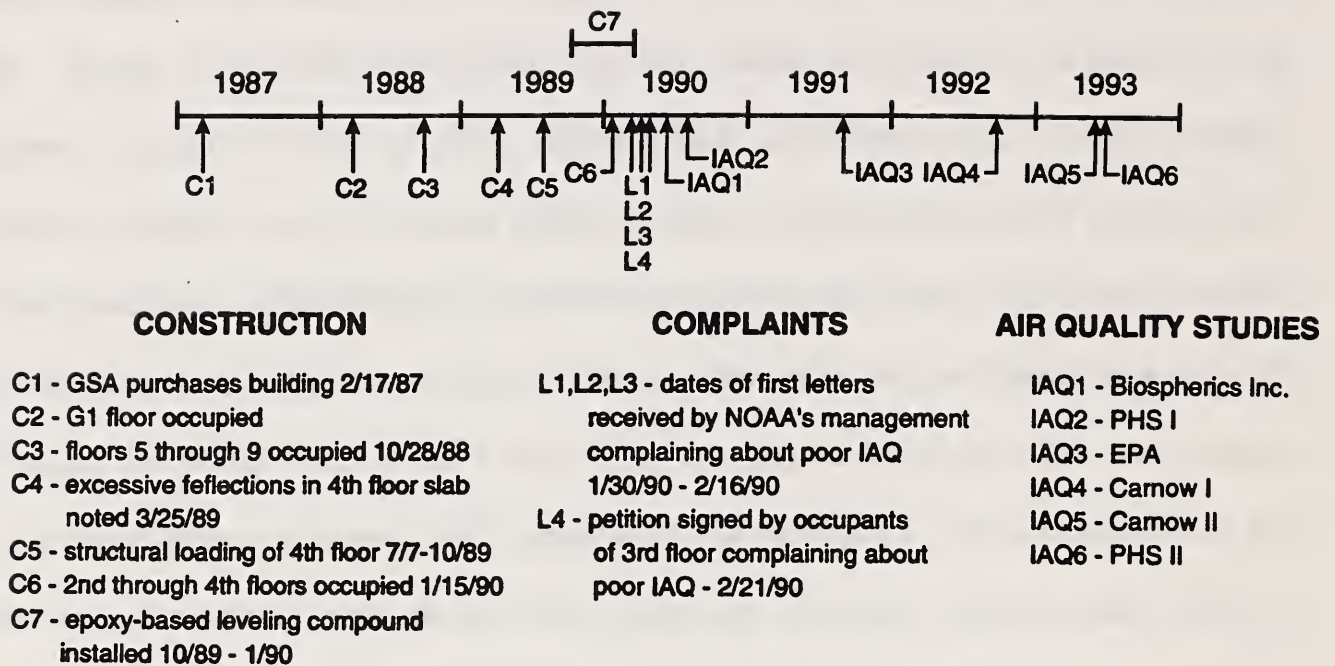 C7
1987 1988 1989 1990 1991 1992 1993
C1 C2 C3 C4 C5 C6 L1 IAQ1 IAQ2 IAQ3 IAQ4 IAQ5 IAQ6
L2
L3
L4
CONSTRUCTION
C1 - GSA purchases building 2/17/87
C2 - G1 floor occupied
C3 - floors 5 through 9 occupied 10/28/88
C4 - excessive feflections in 4th floor slab
noted 3/25/89
C5 - structural loading of 4th floor 7/7-10/89
C6 - 2nd through 4th floors occupied 1/15/90
C7 - epoxy-based leveling compound
installed 10/89 - 1/90
COMPLAINTS
L1,L2,L3 - dates of first letters
received by NOAA's management
complaining about poor IAQ
1/30/90 - 2/16/90
L4 - petition signed by occupants
of 3rd floor complaining about
poor IAQ - 2/21/90
AIR QUALITY STUDIES
IAQ1 - Biospherics Inc.
IAQ2 - PHS I
IAQ3 - EPA
IAQ4 - Carnow I
IAQ5 - Carnow II
IAQ6 - PHS II